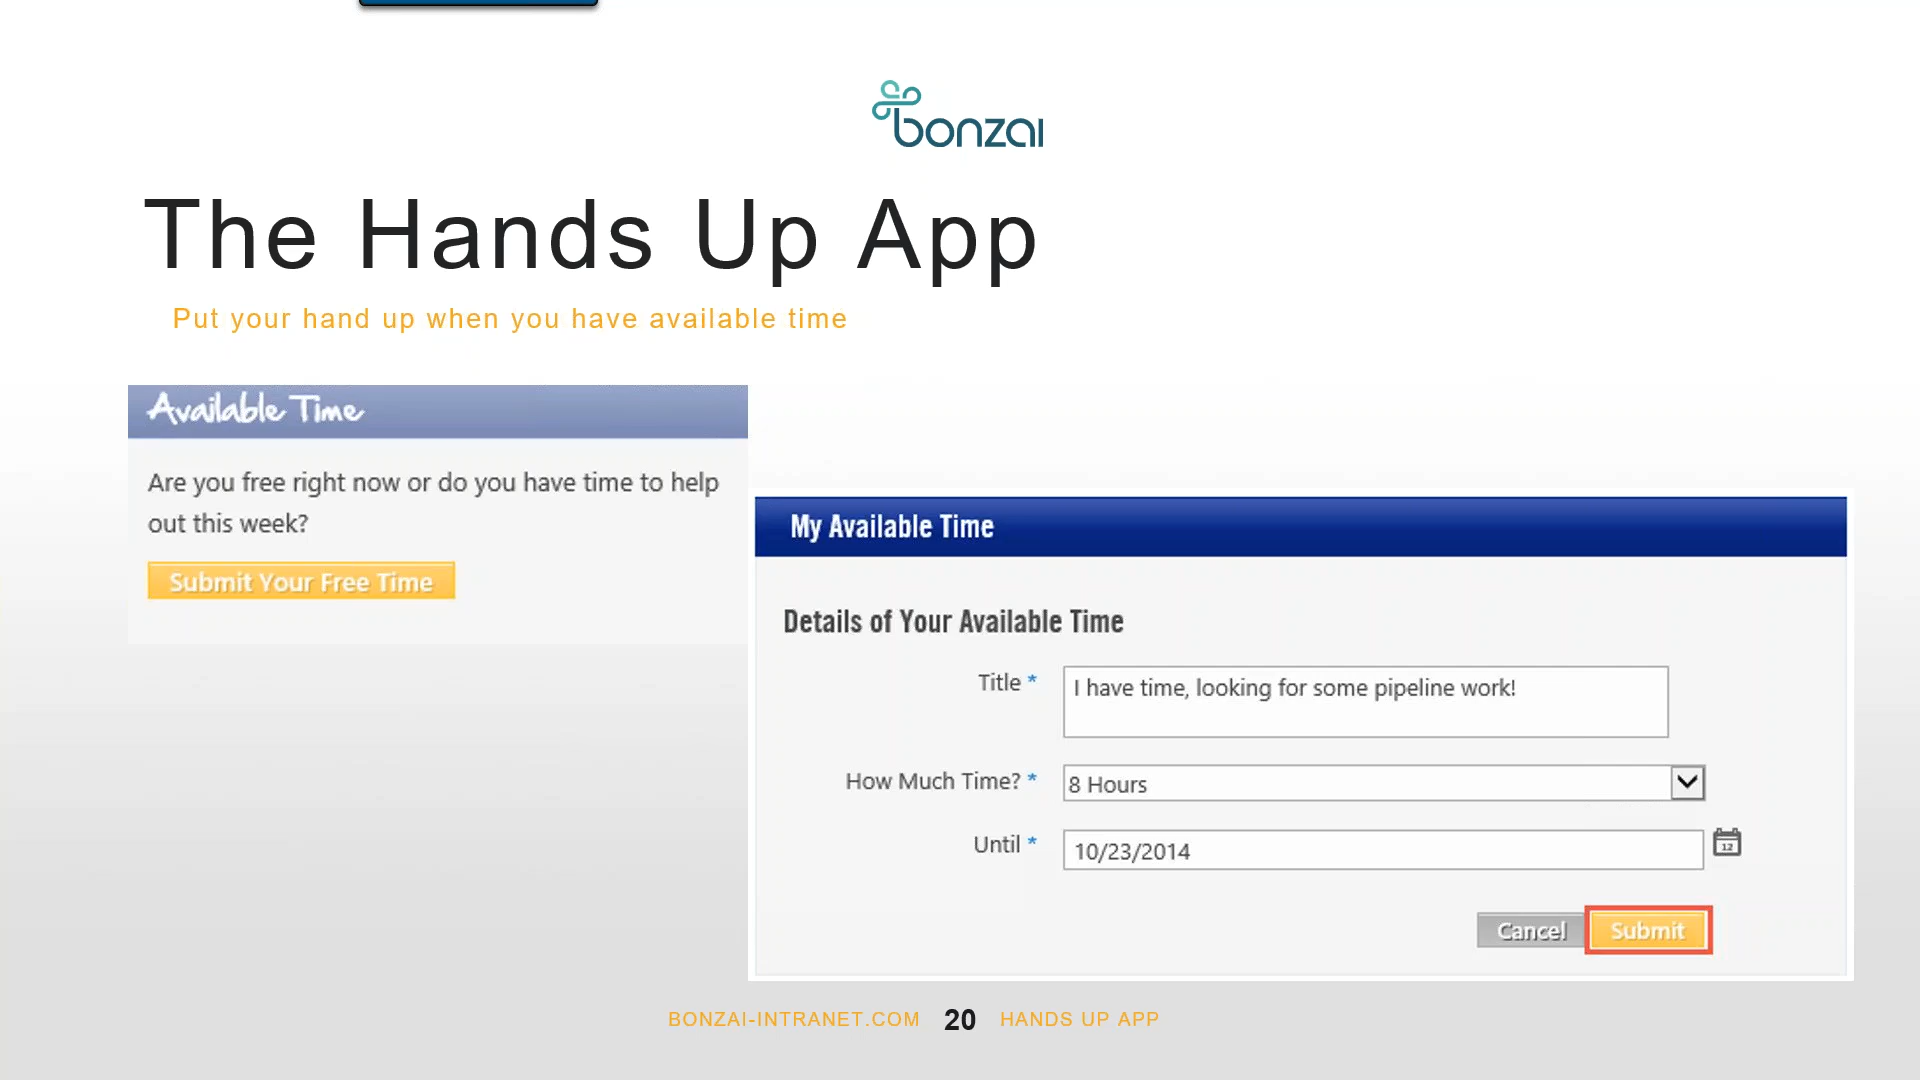 bonzai
The Hands Up App
Put your hand up when you have available time
Available Time
Are you free right now or do you have time to help
out this week?
Submit Your Free Time
My Available Time
Details of Your Available Time
Title * I have time, looking for some pipeline work!
How Much Time? * 8 Hours
Until * 10/23/2014
12
Cancel Submit
BONZAI-INTRANET.COM 20 HANDS UP APP